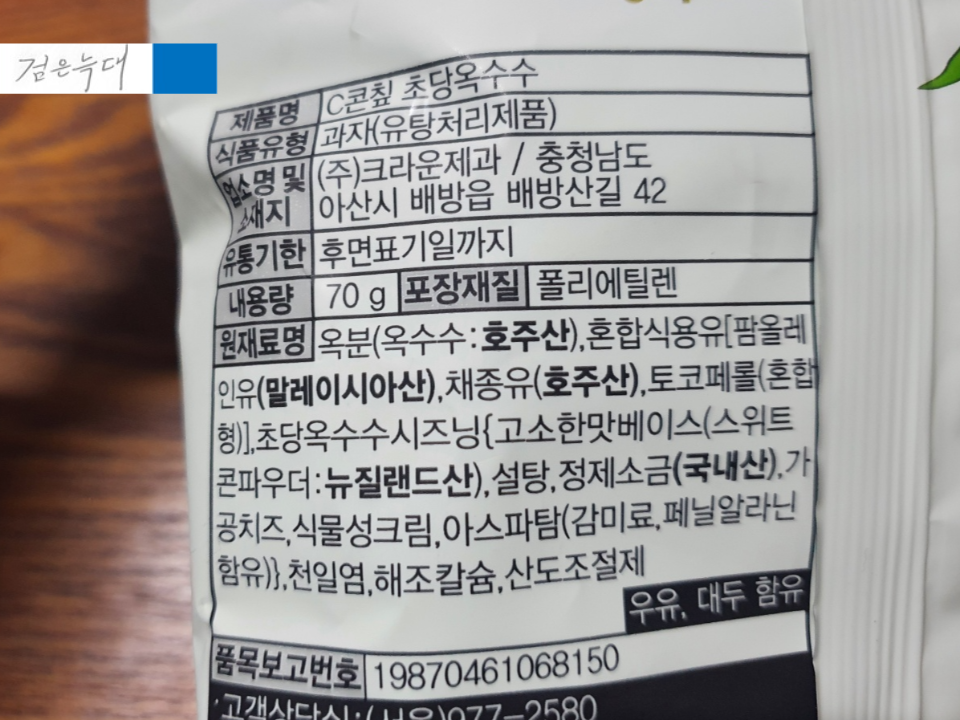 검은늑대
제품명 C콘칲 초당옥수수
식품유형 과자(유탕처리제품)
업소명 및 (주)크라운제과 / 충청남도
소재지 아산시 배방읍 배방산길 42
유통기한 후면표기일까지
내용량 70 g 포장재질 폴리에틸렌
원재료명 옥분(옥수수:호주산),혼합식용유[팜올레
인유(말레이시아산),채종유(호주산),토코페롤(혼합
형)],초당옥수수시즈닝{고소한맛베이스(스위트
콘파우더:뉴질랜드산),설탕,정제소금(국내산),가
공치즈,식물성크림,아스파탐(감미료,페닐알라닌
함유)},천일염,해조칼슘,산도조절제
우유, 대두 함유
품목보고번호 19870461068150
·고객상담실:(서울)977-2580